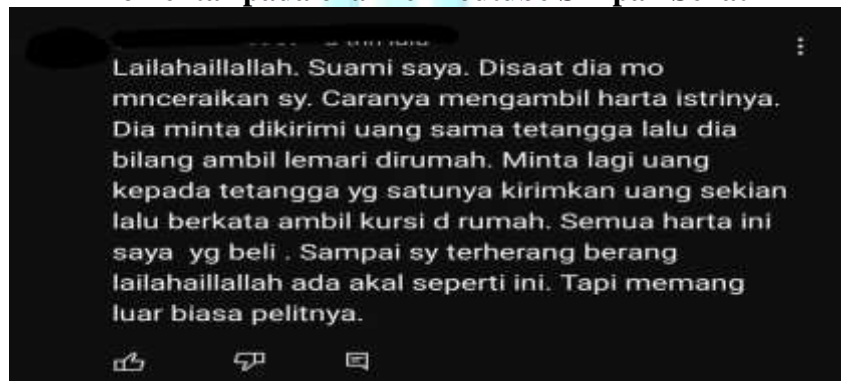 Lailahaillallah. Suami saya. Disaat dia mo
mnceraikan sy. Caranya mengambil harta istrinya.
Dia minta dikirimi uang sama tetangga lalu dia
bilang ambil lemari dirumah. Minta lagi uang
kepada tetangga yg satunya kirimkan uang sekian
lalu berkata ambil kursi d rumah. Semua harta ini
saya yg beli . Sampai sy terherang berang
lailahaillallah ada akal seperti ini. Tapi memang
luar biasa pelitnya.